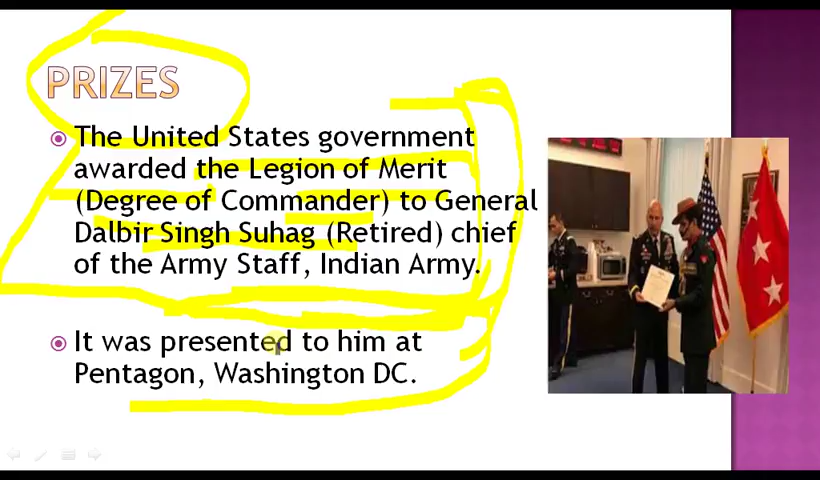 PRIZES
The United States government
awarded the Legion of Merit
(Degree of Commander) to General
Dalbir Singh Suhag (Retired) chief
of the Army Staff, Indian Army.
It was presented to him at
Pentagon, Washington DC.